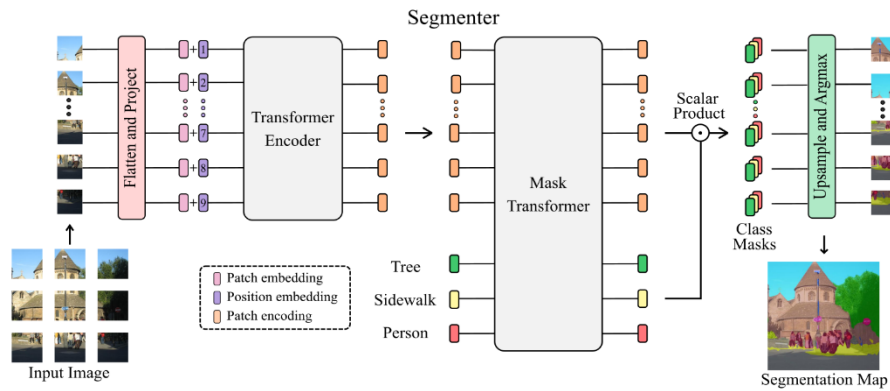 Segmenter
Flatten and Project
+ 1
+ 2
+ 7
+ 8
+ 9
Transformer
Encoder
Mask
Transformer
Scalar
Product
Upsample and Argmax
Class
Masks
Tree
Sidewalk
Person
Patch embedding
Position embedding
Patch encoding
Input Image
Segmentation Map